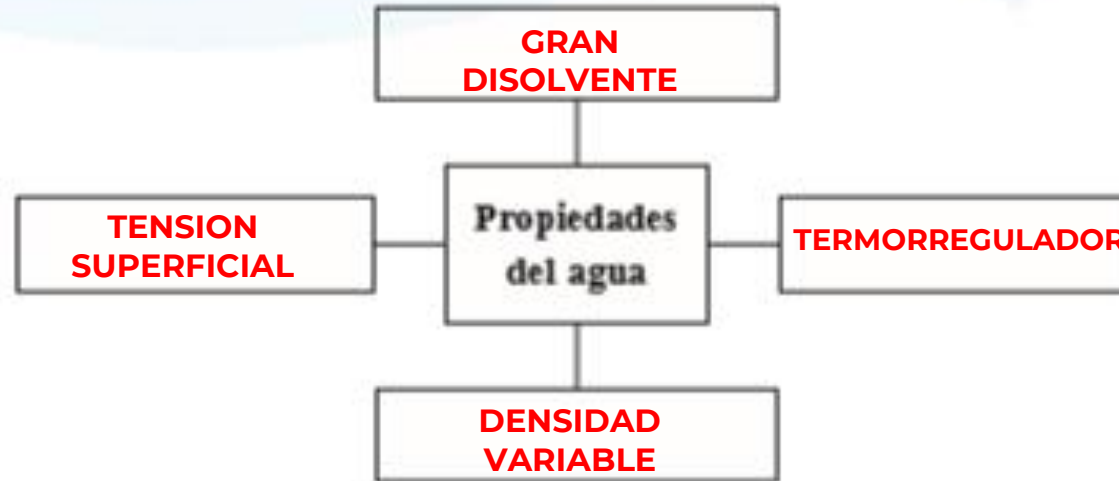 GRAN
DISOLVENTE
TENSION
SUPERFICIAL
Propiedades
del agua
TERMORREGULADOR
DENSIDAD
VARIABLE